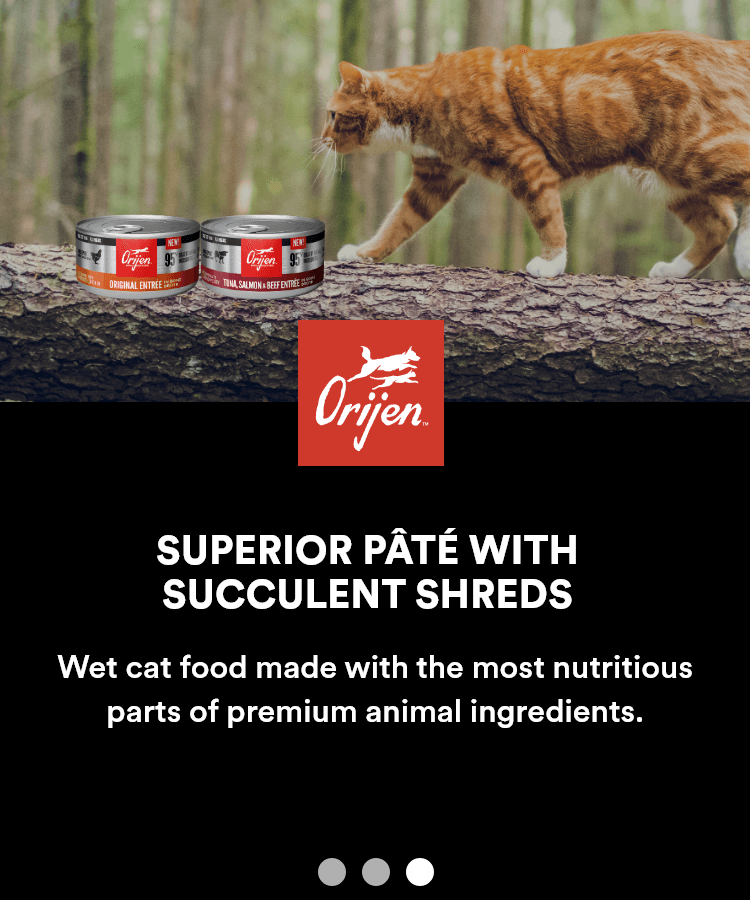 NEW!
Orijen
95
ORIGINAL ENTRÉE
NEW!
Orijen
95
TUNA, SALMON & BEEF ENTRÉE
Orijen™
SUPERIOR PÂTÉ WITH
SUCCULENT SHREDS
Wet cat food made with the most nutritious
parts of premium animal ingredients.